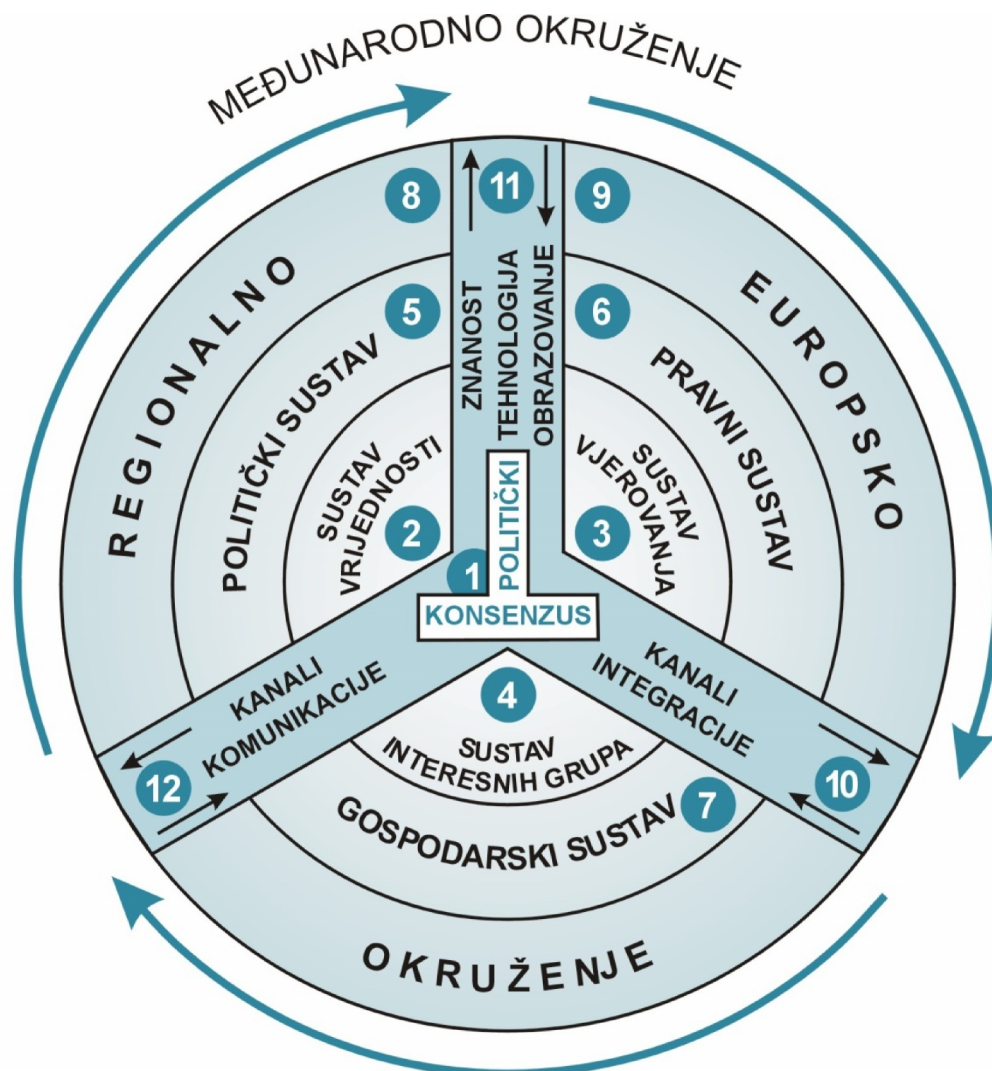 MEĐUNARODNO OKRUŽENJE
8
11
9
REGIONALNO
EUROPSKO
5
6
POLITIČKI SUSTAV
PRAVNI SUSTAV
ZNANOST
TEHNOLOGIJA
OBRAZOVANJE
SUSTAV
VRIJEDNOSTI
SUSTAV
VJEROVANJA
2
3
1
POLITIČKI
KONSENZUS
4
KANALI
KOMUNIKACIJE
KANALI
INTEGRACIJE
SUSTAV
INTERESNIH GRUPA
12
10
7
GOSPODARSKI SUSTAV
OKRUŽENJE